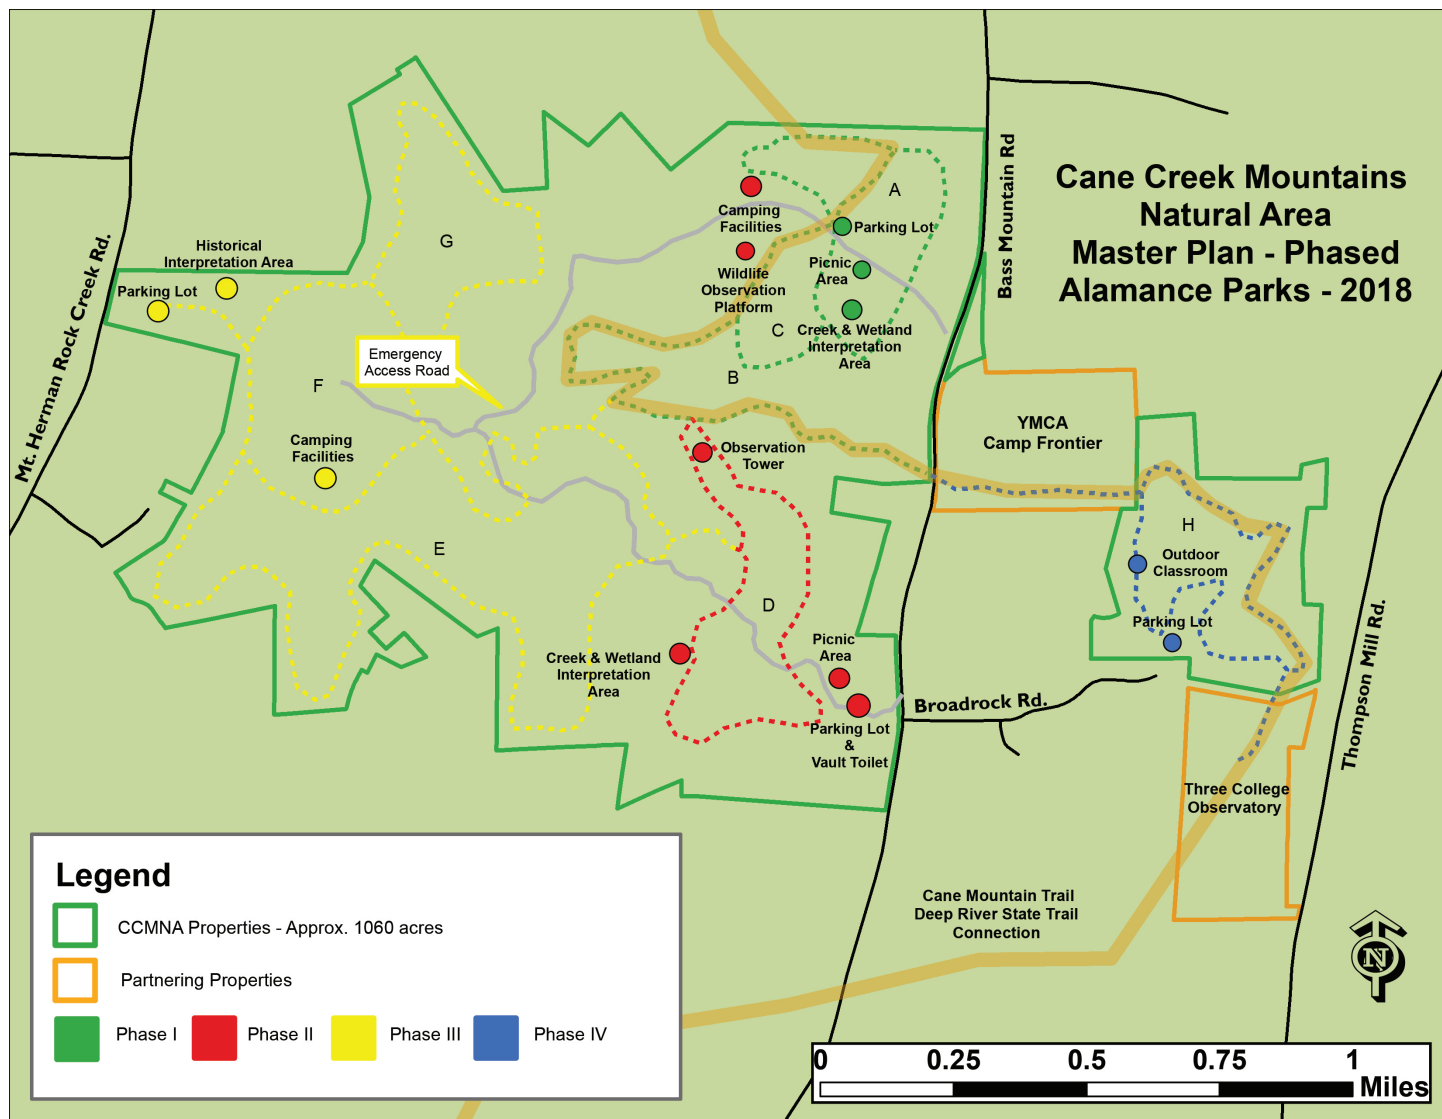 Cane Creek Mountains
Natural Area
Master Plan - Phased
Alamance Parks - 2018
Bass Mountain Rd
Mt. Herman Rock Creek Rd.
Historical
Interpretation Area
Parking Lot
G
Emergency
Access Road
F
Camping
Facilities
E
Camping
Facilities
Wildlife
Observation
Platform
A
Parking Lot
Picnic
Area
C
Creek & Wetland
Interpretation
Area
B
Observation
Tower
D
Creek & Wetland
Interpretation
Area
Picnic
Area
Parking Lot
&
Vault Toilet
YMCA
Camp Frontier
H
Outdoor
Classroom
Parking Lot
Broadrock Rd.
Thompson Mill Rd.
Three College
Observatory
Cane Mountain Trail
Deep River State Trail
Connection
N
Legend
CCMNA Properties - Approx. 1060 acres
Partnering Properties
Phase I Phase II Phase III Phase IV
0 0.25 0.5 0.75 1
Miles